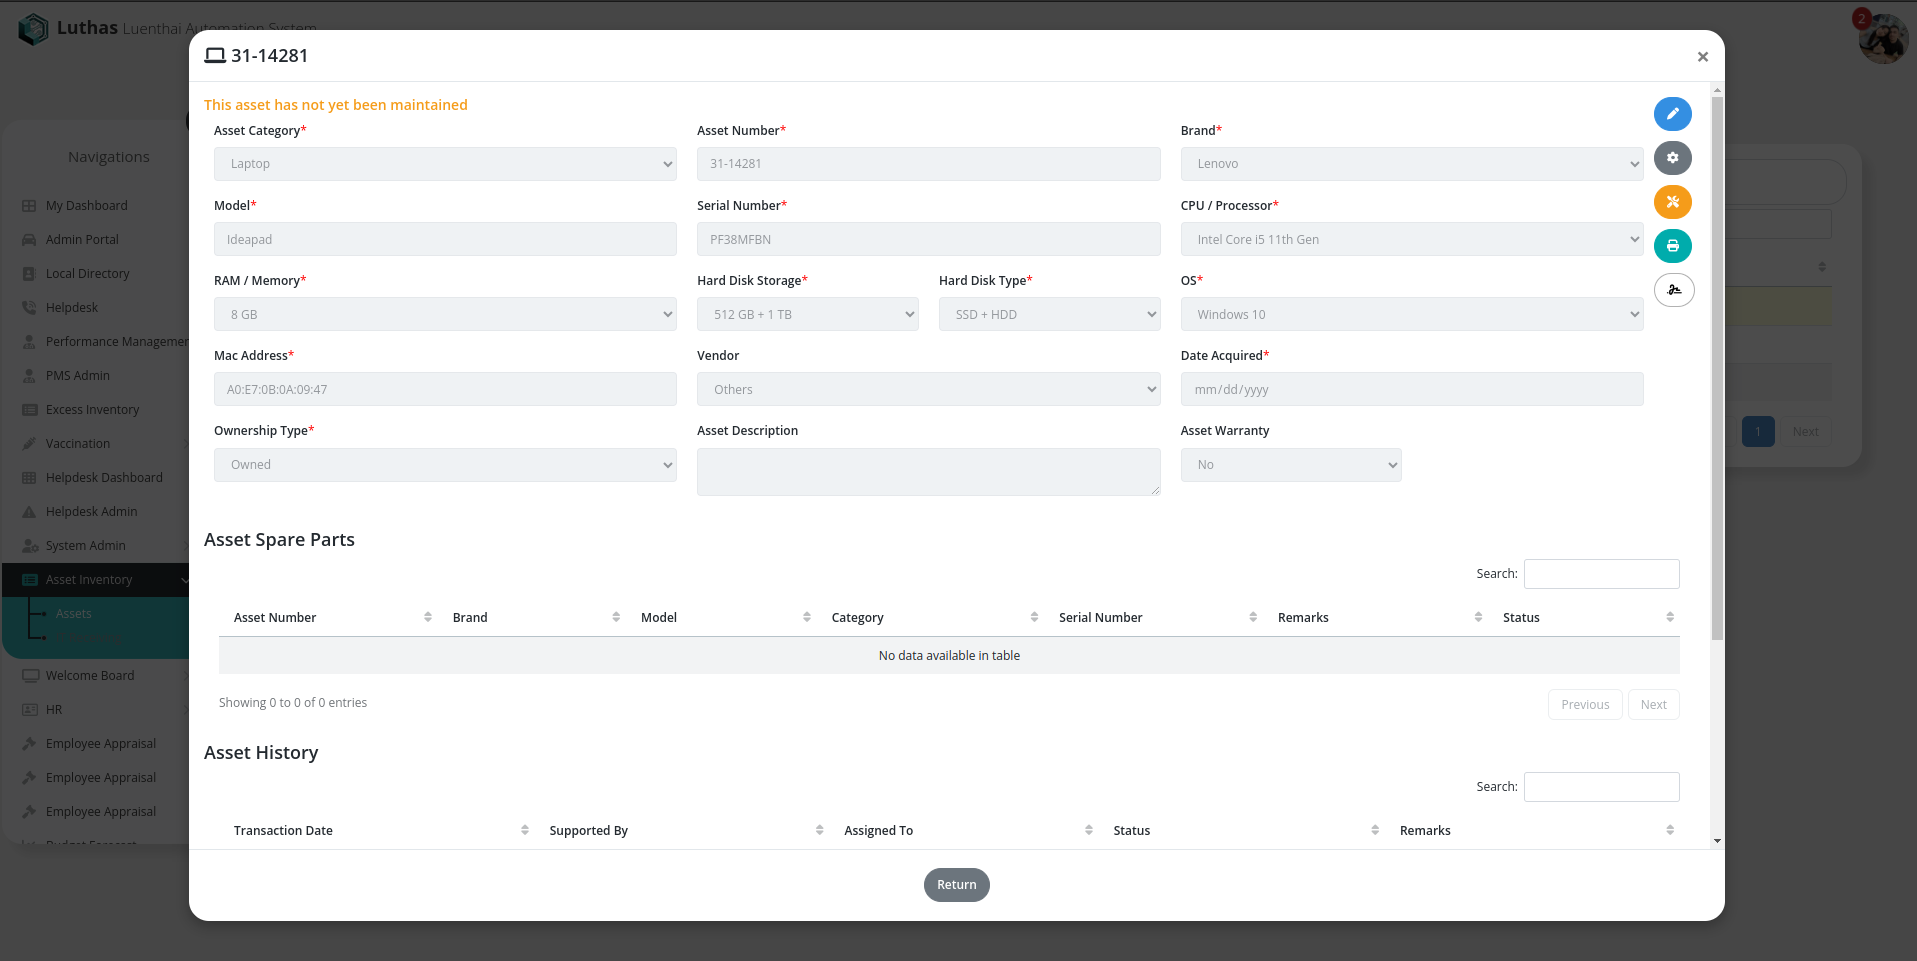 Luthas Luenthai Automation System
2
31-14281
×
This asset has not yet been maintained
Asset Category* Asset Number* Brand*
Laptop 31-14281 Lenovo
Model* Serial Number* CPU / Processor*
Ideapad PF38MFBN Intel Core i5 11th Gen
RAM / Memory* Hard Disk Storage* Hard Disk Type* OS*
8 GB 512 GB + 1 TB SSD + HDD Windows 10
Mac Address* Vendor Date Acquired*
A0:E7:0B:0A:09:47 Others mm/dd/yyyy
Ownership Type* Asset Description Asset Warranty
Owned No
Asset Spare Parts
Search:
Asset Number Brand Model Category Serial Number Remarks Status
No data available in table
Showing 0 to 0 of 0 entries
Previous Next
Asset History
Search:
Transaction Date Supported By Assigned To Status Remarks
Return
Navigations
My Dashboard
Admin Portal
Local Directory
Helpdesk
Performance Managemer
PMS Admin
Excess Inventory
Vaccination
Helpdesk Dashboard
Helpdesk Admin
System Admin
Asset Inventory
Assets
Welcome Board
HR
Employee Appraisal
Employee Appraisal
Employee Appraisal
Budget Forecast
1 Next